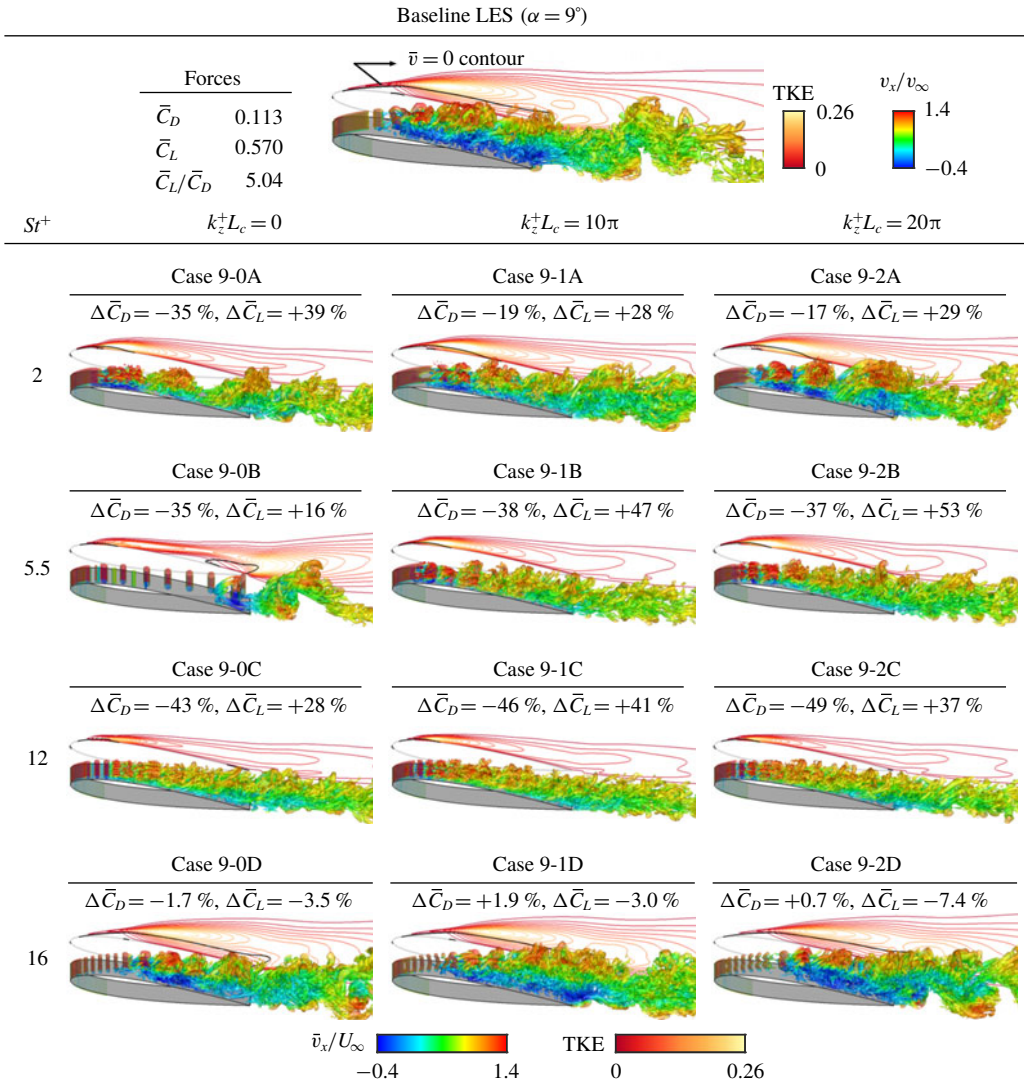 Baseline LES (α = 9°)
Forces
C̄_D 0.113
C̄_L 0.570
C̄_L/C̄_D 5.04
v̄ = 0 contour
TKE 0.26 0
v_x/v_∞ 1.4 −0.4
St⁺ k_z⁺L_c = 0 k_z⁺L_c = 10π k_z⁺L_c = 20π
Case 9-0A Case 9-1A Case 9-2A
ΔC̄_D = −35 %, ΔC̄_L = +39 % ΔC̄_D = −19 %, ΔC̄_L = +28 % ΔC̄_D = −17 %, ΔC̄_L = +29 %
2
Case 9-0B Case 9-1B Case 9-2B
ΔC̄_D = −35 %, ΔC̄_L = +16 % ΔC̄_D = −38 %, ΔC̄_L = +47 % ΔC̄_D = −37 %, ΔC̄_L = +53 %
5.5
Case 9-0C Case 9-1C Case 9-2C
ΔC̄_D = −43 %, ΔC̄_L = +28 % ΔC̄_D = −46 %, ΔC̄_L = +41 % ΔC̄_D = −49 %, ΔC̄_L = +37 %
12
Case 9-0D Case 9-1D Case 9-2D
ΔC̄_D = −1.7 %, ΔC̄_L = −3.5 % ΔC̄_D = +1.9 %, ΔC̄_L = −3.0 % ΔC̄_D = +0.7 %, ΔC̄_L = −7.4 %
16
v̄_x/U_∞ TKE
−0.4 1.4 0 0.26